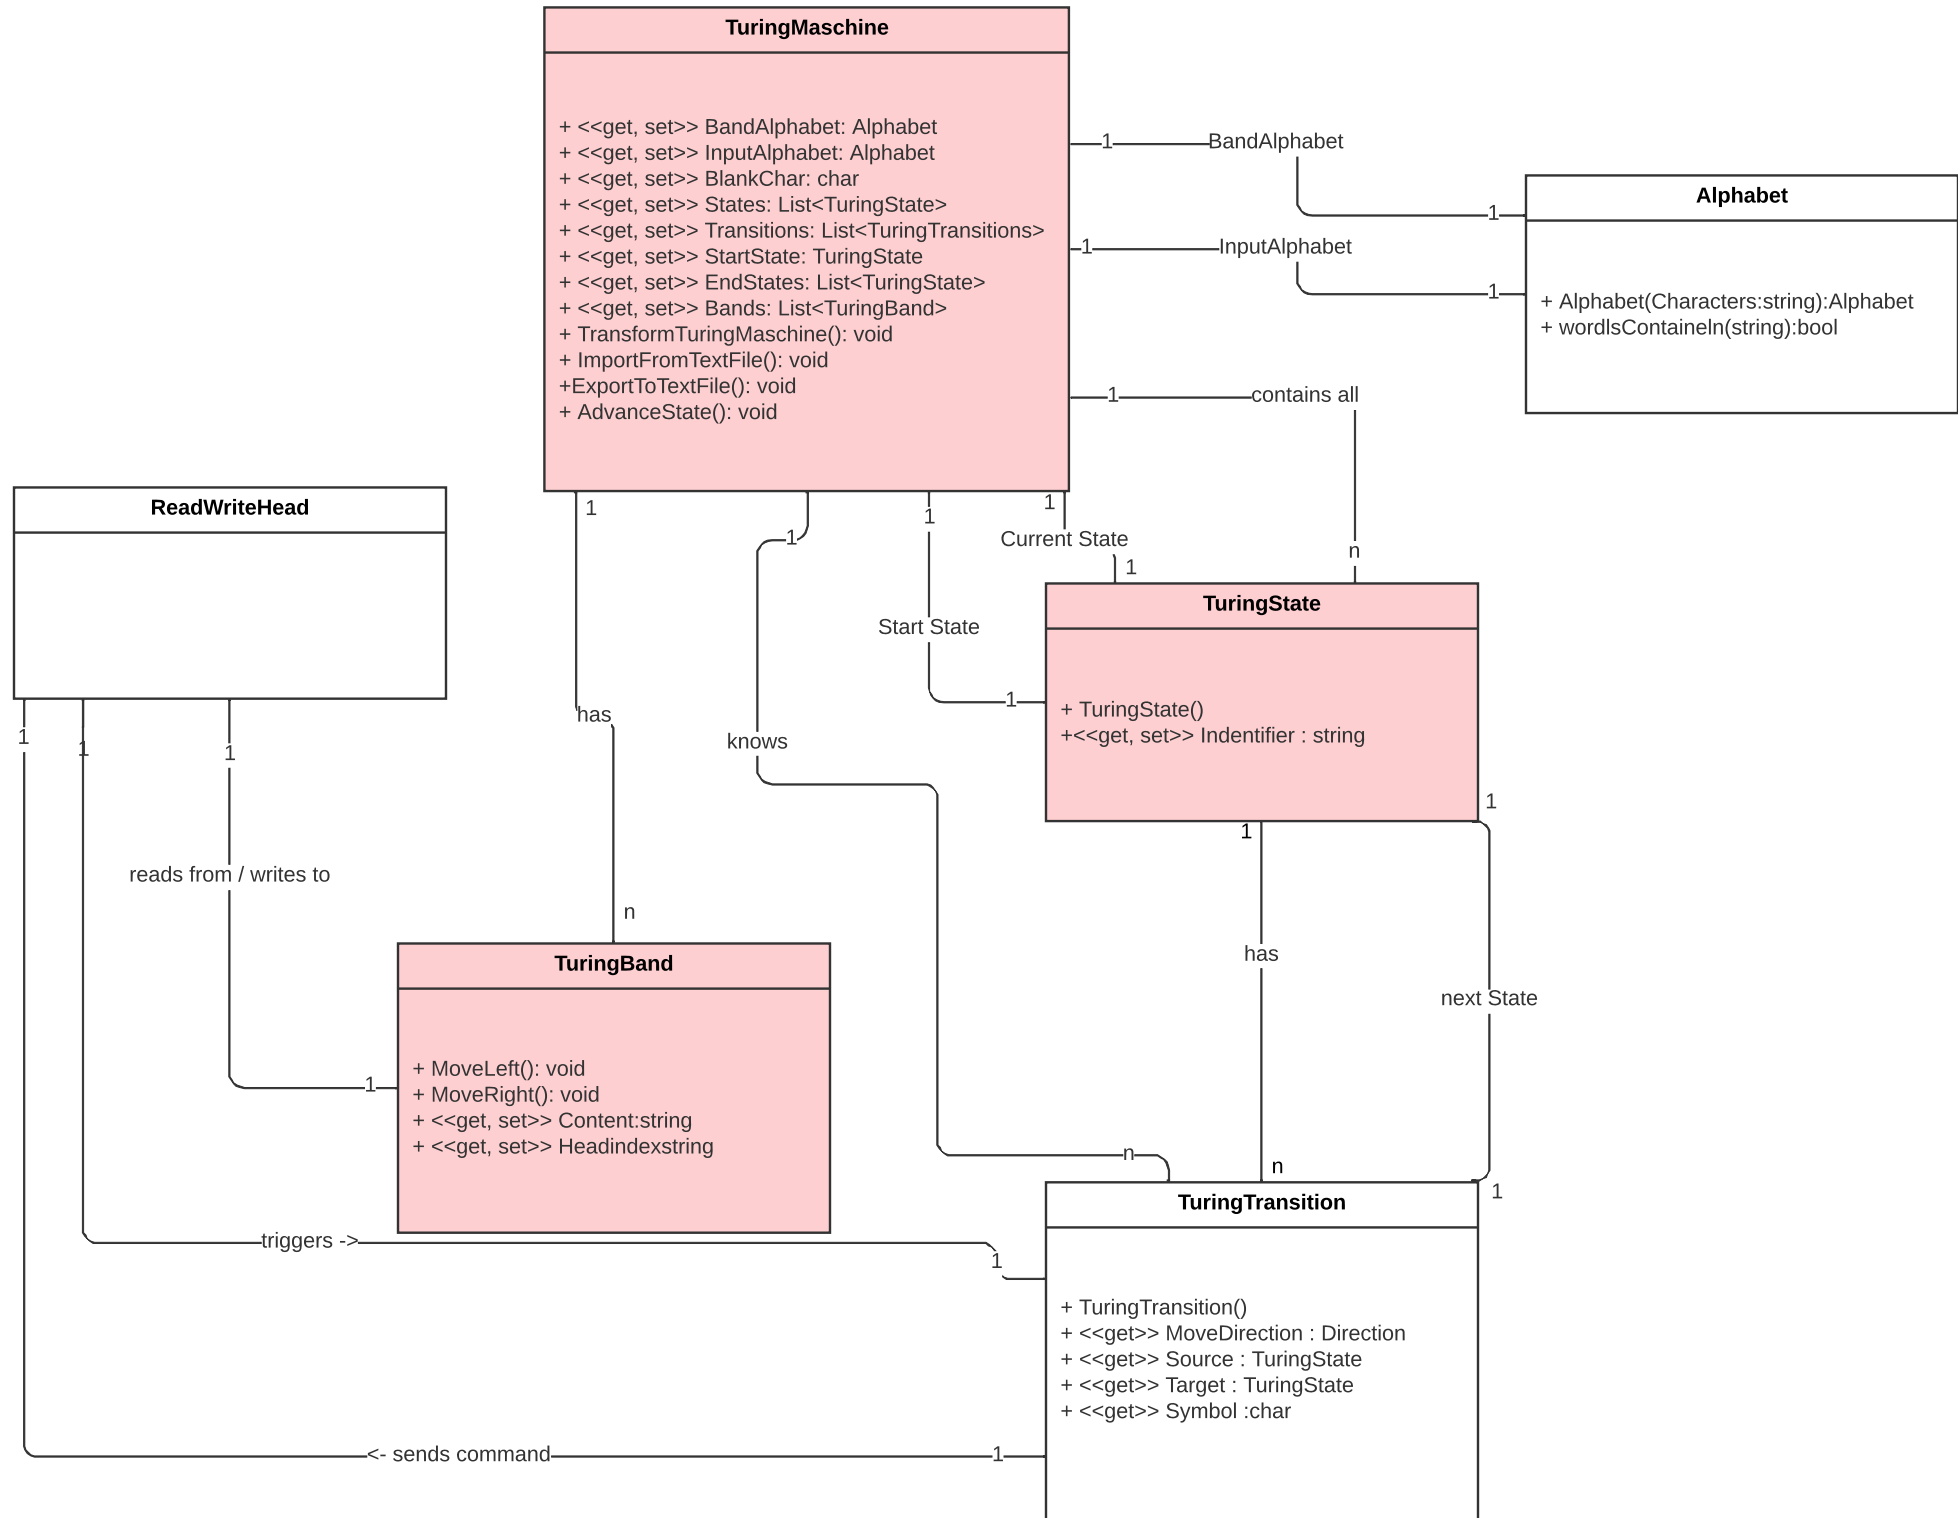 TuringMaschine
+ <<get, set>> BandAlphabet: Alphabet
+ <<get, set>> InputAlphabet: Alphabet
+ <<get, set>> BlankChar: char
+ <<get, set>> States: List<TuringState>
+ <<get, set>> Transitions: List<TuringTransitions>
+ <<get, set>> StartState: TuringState
+ <<get, set>> EndStates: List<TuringState>
+ <<get, set>> Bands: List<TuringBand>
+ TransformTuringMaschine(): void
+ ImportFromTextFile(): void
+ExportToTextFile(): void
+ AdvanceState(): void
1
BandAlphabet
1
1
InputAlphabet
1
Alphabet
+ Alphabet(Characters:string):Alphabet
+ wordIsContaineIn(string):bool
1
contains all
n
ReadWriteHead
1
1
1
1
Current State
1
TuringState
+ TuringState()
+<<get, set>> Indentifier : string
Start State
1
has
knows
1
1
1
reads from / writes to
n
1
TuringBand
+ MoveLeft(): void
+ MoveRight(): void
+ <<get, set>> Content:string
+ <<get, set>> Headindexstring
1
1
has
next State
n
n
1
TuringTransition
+ TuringTransition()
+ <<get>> MoveDirection : Direction
+ <<get>> Source : TuringState
+ <<get>> Target : TuringState
+ <<get>> Symbol :char
triggers ->
1
<- sends command
1